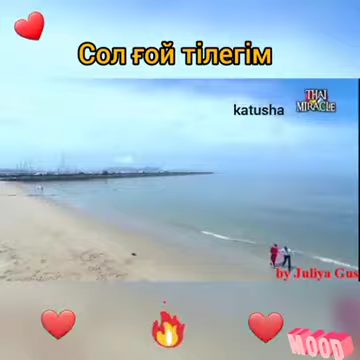 Сол ғой тілегім
katusha
THAI
MIRACLE
by Juliya Gus
MOOD